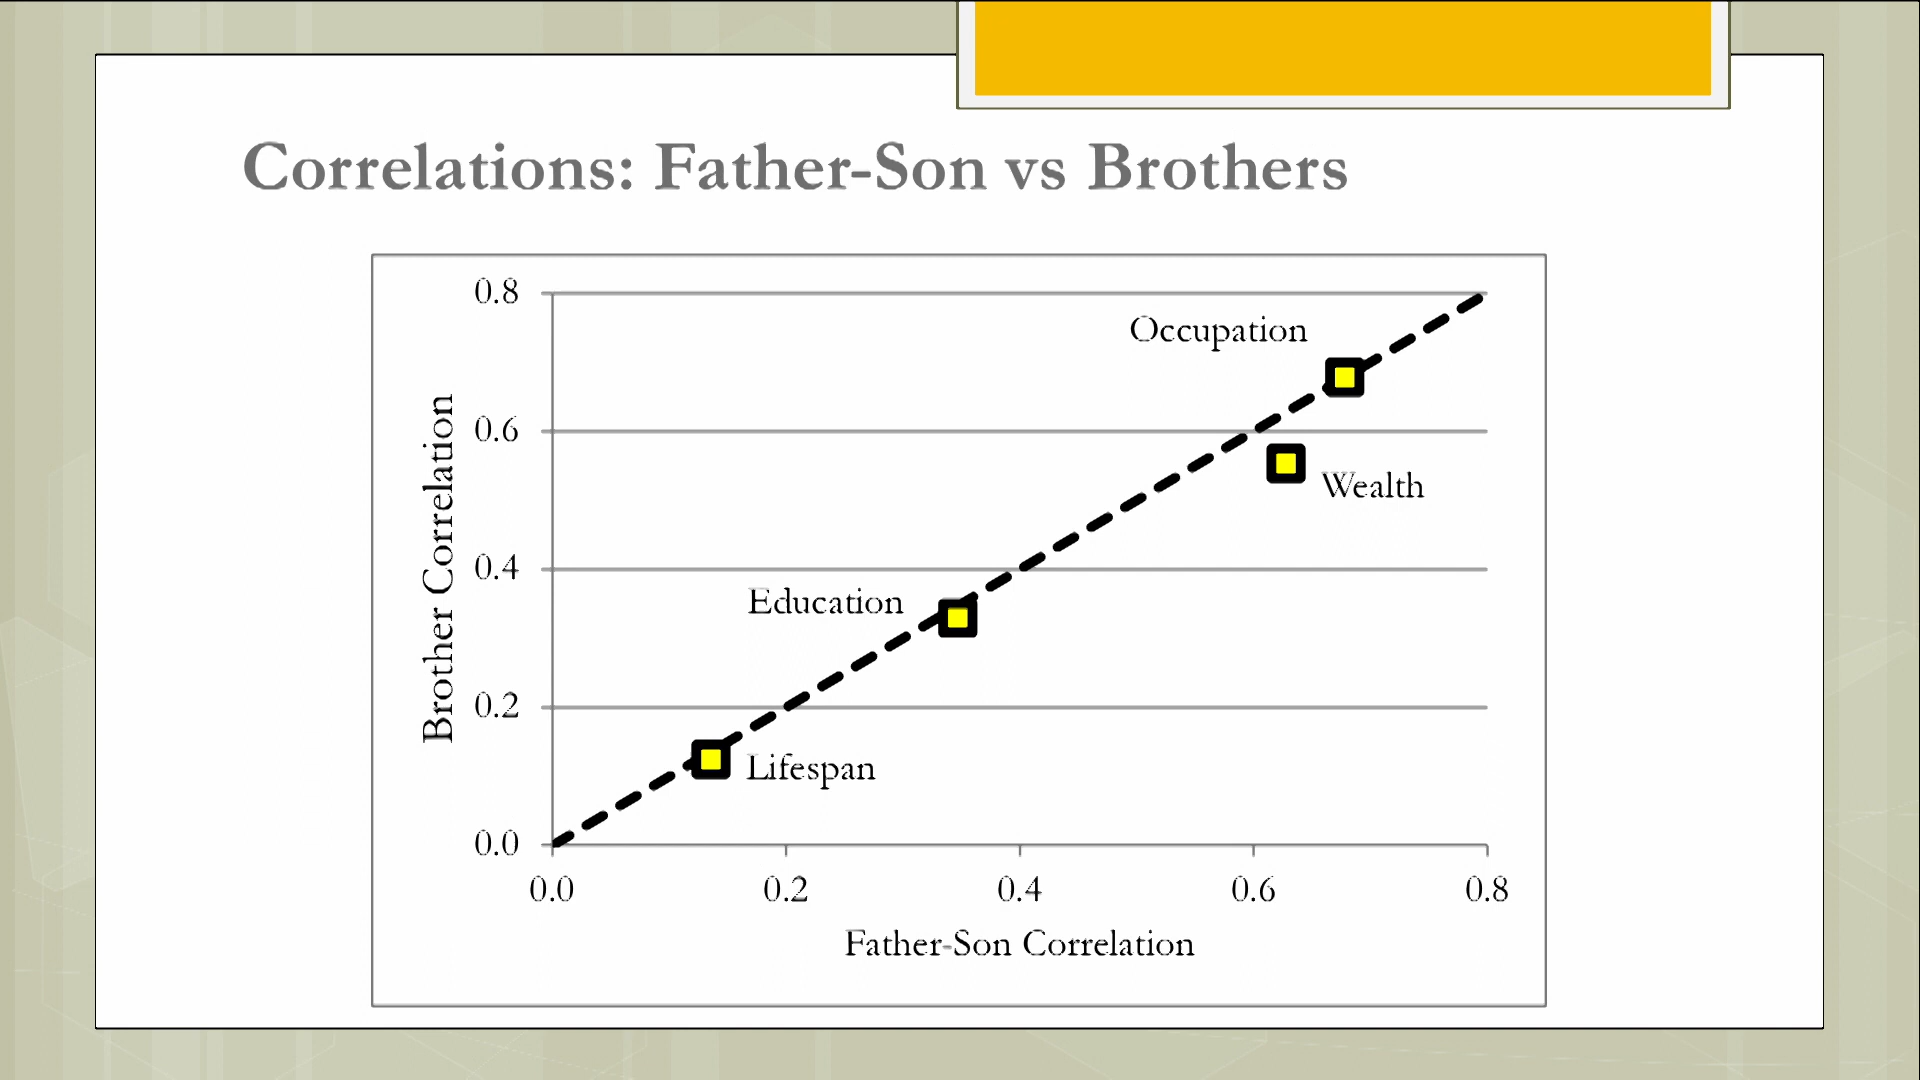 Correlations: Father-Son vs Brothers
0.8
Occupation
Brother Correlation
0.6
Wealth
0.4
Education
0.2
Lifespan
0.0
0.0 0.2 0.4 0.6 0.8
Father-Son Correlation